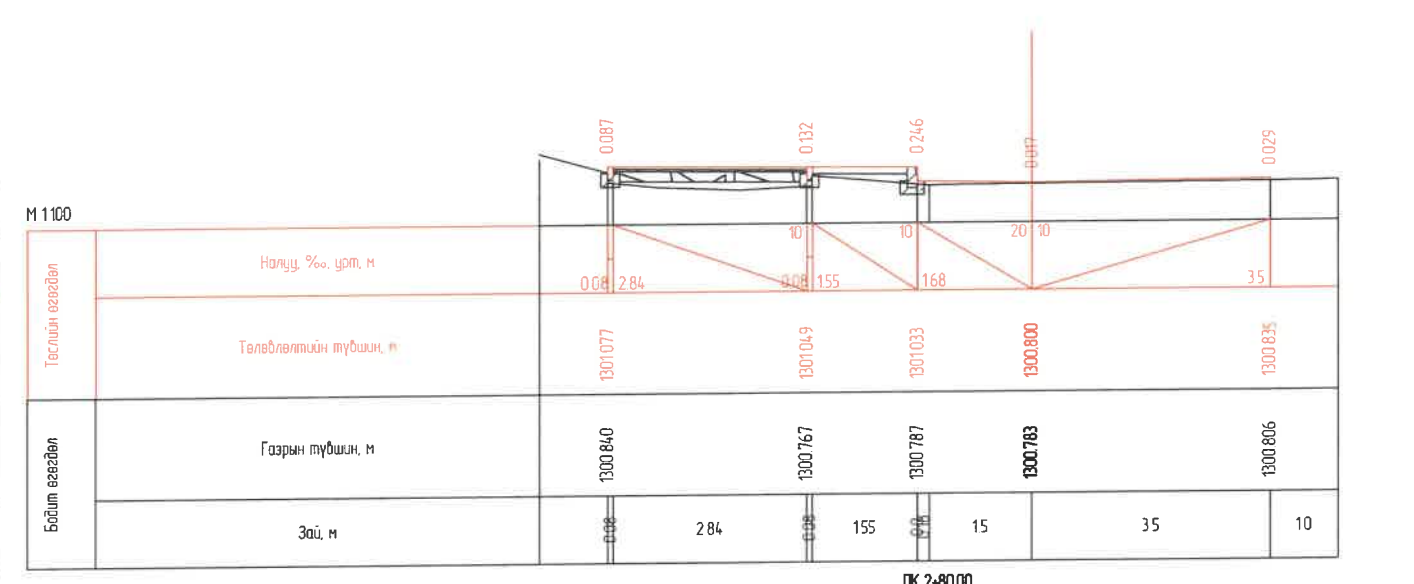 0.087 0.132 0.246 0.017 0.029
М 1:100
Төслийн өгөгдөл
Налуу, ‰, урт, м
10 10 20 10
0.08 2.84 0.08 1.55 1.68 3.5
Төлөвлөлтийн түвшин, м
1301.077 1301.049 1301.033 1300.800 1300.835
Бодит өгөгдөл
Газрын түвшин, м
1300.840 1300.767 1300.787 1300.783 1300.806
Зай, м
0.08 2.84 0.08 1.55 0.18 1.5 3.5 1.0
ПК 2+80.00